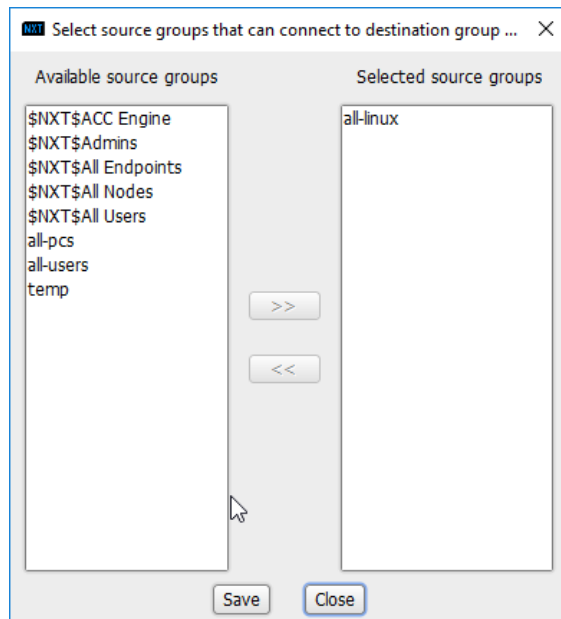 NXT Select source groups that can connect to destination group ...
Available source groups
Selected source groups
$NXT$ACC Engine
$NXT$Admins
$NXT$All Endpoints
$NXT$All Nodes
$NXT$All Users
all-pcs
all-users
temp
all-linux
>>
<<
Save
Close